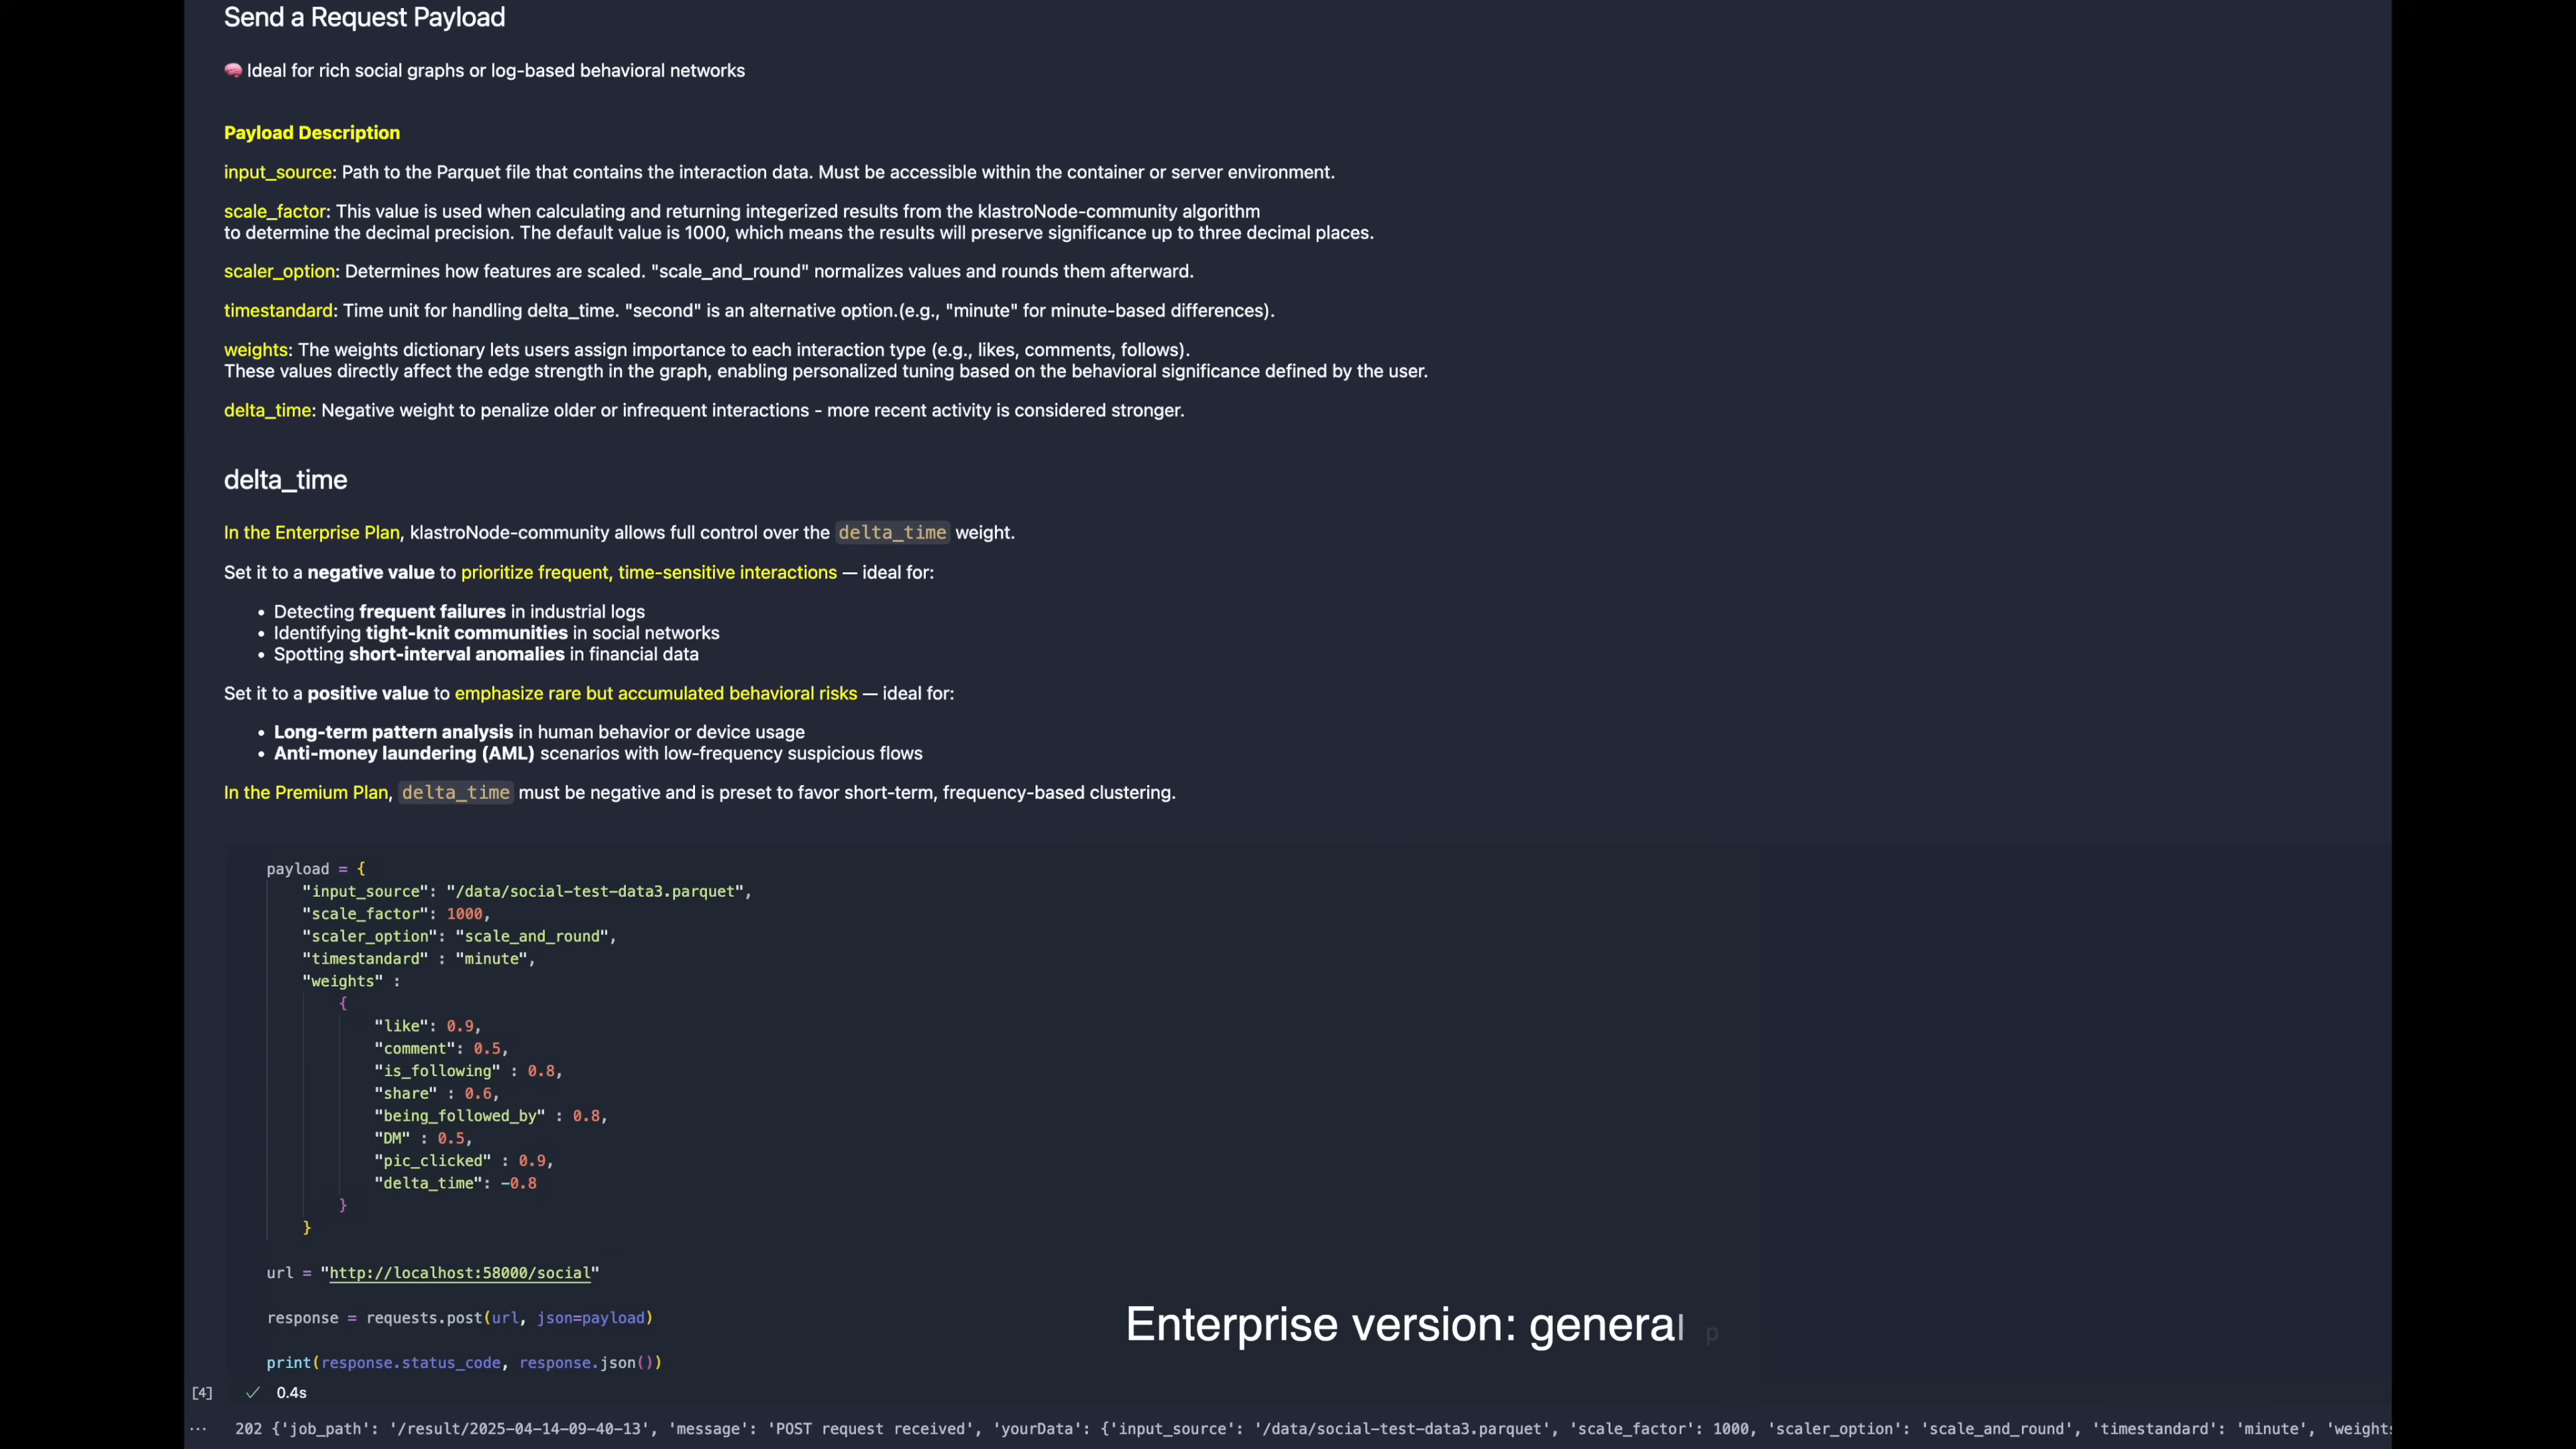 Send a Request Payload
🧠 Ideal for rich social graphs or log-based behavioral networks
Payload Description
input_source: Path to the Parquet file that contains the interaction data. Must be accessible within the container or server environment.
scale_factor: This value is used when calculating and returning integerized results from the klastroNode-community algorithm
to determine the decimal precision. The default value is 1000, which means the results will preserve significance up to three decimal places.
scaler_option: Determines how features are scaled. "scale_and_round" normalizes values and rounds them afterward.
timestandard: Time unit for handling delta_time. "second" is an alternative option.(e.g., "minute" for minute-based differences).
weights: The weights dictionary lets users assign importance to each interaction type (e.g., likes, comments, follows).
These values directly affect the edge strength in the graph, enabling personalized tuning based on the behavioral significance defined by the user.
delta_time: Negative weight to penalize older or infrequent interactions - more recent activity is considered stronger.
delta_time
In the Enterprise Plan, klastroNode-community allows full control over the delta_time weight.
Set it to a negative value to prioritize frequent, time-sensitive interactions — ideal for:
• Detecting frequent failures in industrial logs
• Identifying tight-knit communities in social networks
• Spotting short-interval anomalies in financial data
Set it to a positive value to emphasize rare but accumulated behavioral risks — ideal for:
• Long-term pattern analysis in human behavior or device usage
• Anti-money laundering (AML) scenarios with low-frequency suspicious flows
In the Premium Plan, delta_time must be negative and is preset to favor short-term, frequency-based clustering.
payload = {
"input_source": "/data/social-test-data3.parquet",
"scale_factor": 1000,
"scaler_option": "scale_and_round",
"timestandard" : "minute",
"weights" :
{
"like": 0.9,
"comment": 0.5,
"is_following" : 0.8,
"share" : 0.6,
"being_followed_by" : 0.8,
"DM" : 0.5,
"pic_clicked" : 0.9,
"delta_time": -0.8
}
}
url = "http://localhost:58000/social"
response = requests.post(url, json=payload)
Enterprise version: general p
print(response.status_code, response.json())
[4] ✓ 0.4s
··· 202 {'job_path': '/result/2025-04-14-09-40-13', 'message': 'POST request received', 'yourData': {'input_source': '/data/social-test-data3.parquet', 'scale_factor': 1000, 'scaler_option': 'scale_and_round', 'timestandard': 'minute', 'weights